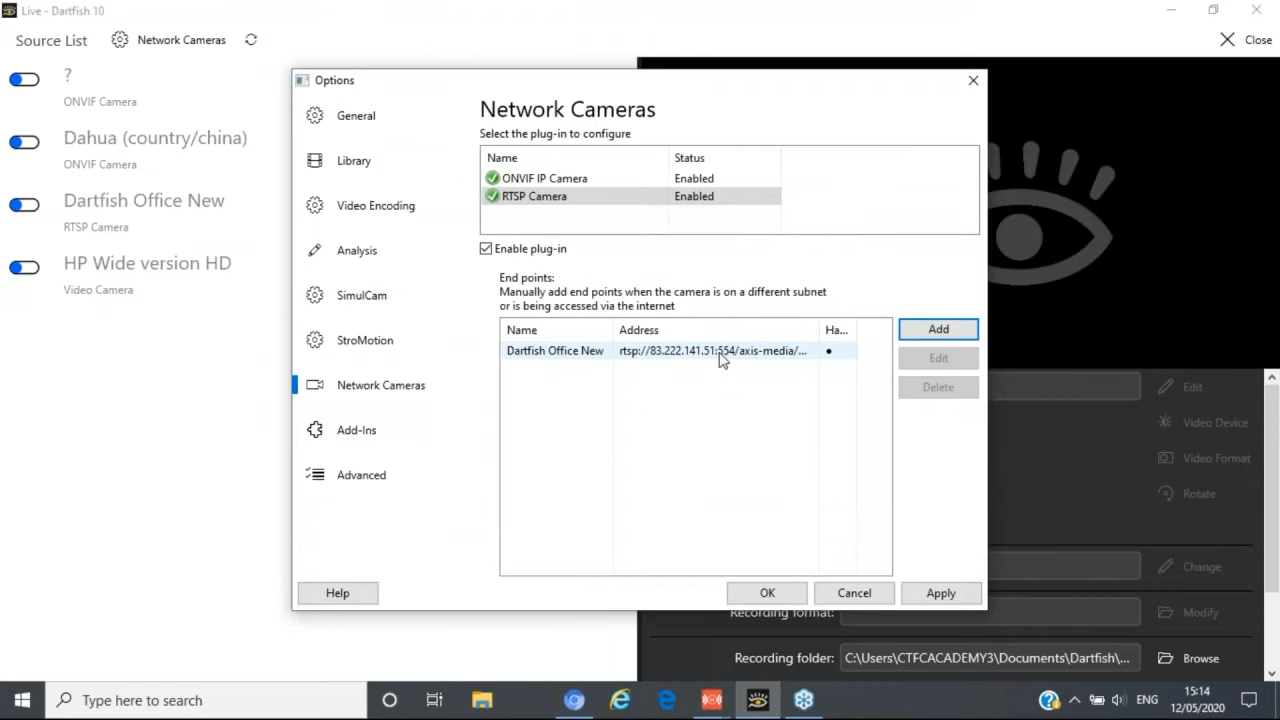 Live - Dartfish 10
Source List
Network Cameras
Close
?
ONVIF Camera
Dahua (country/china)
ONVIF Camera
Dartfish Office New
RTSP Camera
HP Wide version HD
Video Camera
Options
General
Library
Video Encoding
Analysis
SimulCam
StroMotion
Network Cameras
Add-Ins
Advanced
Network Cameras
Select the plug-in to configure
Name Status
ONVIF IP Camera Enabled
RTSP Camera Enabled
Enable plug-in
End points:
Manually add end points when the camera is on a different subnet
or is being accessed via the internet
Name Address Ha...
Dartfish Office New rtsp://83.222.141.51:554/axis-media/... ●
Add
Edit
Delete
Help
OK
Cancel
Apply
Edit
Video Device
Video Format
Rotate
Change
Recording format:
Modify
Recording folder: C:\Users\CTFCACADEMY3\Documents\Dartfish\...
Browse
Type here to search
ENG
15:14
12/05/2020